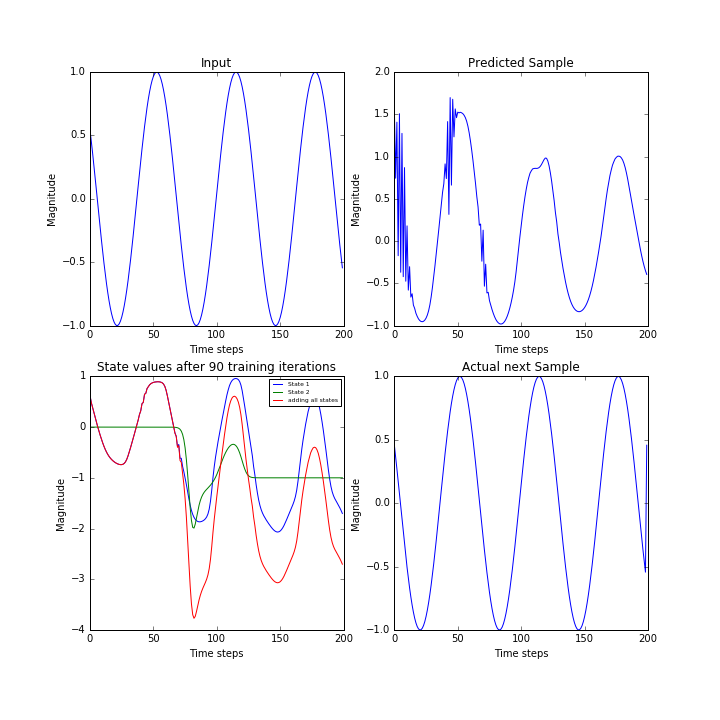 Input
Magnitude
1.0
0.5
0.0
−0.5
−1.0
0 50 100 150 200
Time steps
Predicted Sample
Magnitude
2.0
1.5
1.0
0.5
0.0
−0.5
−1.0
0 50 100 150 200
Time steps
State values after 90 training iterations
Magnitude
1
0
−1
−2
−3
−4
State 1
State 2
adding all states
0 50 100 150 200
Time steps
Actual next Sample
Magnitude
1.0
0.5
0.0
−0.5
−1.0
0 50 100 150 200
Time steps